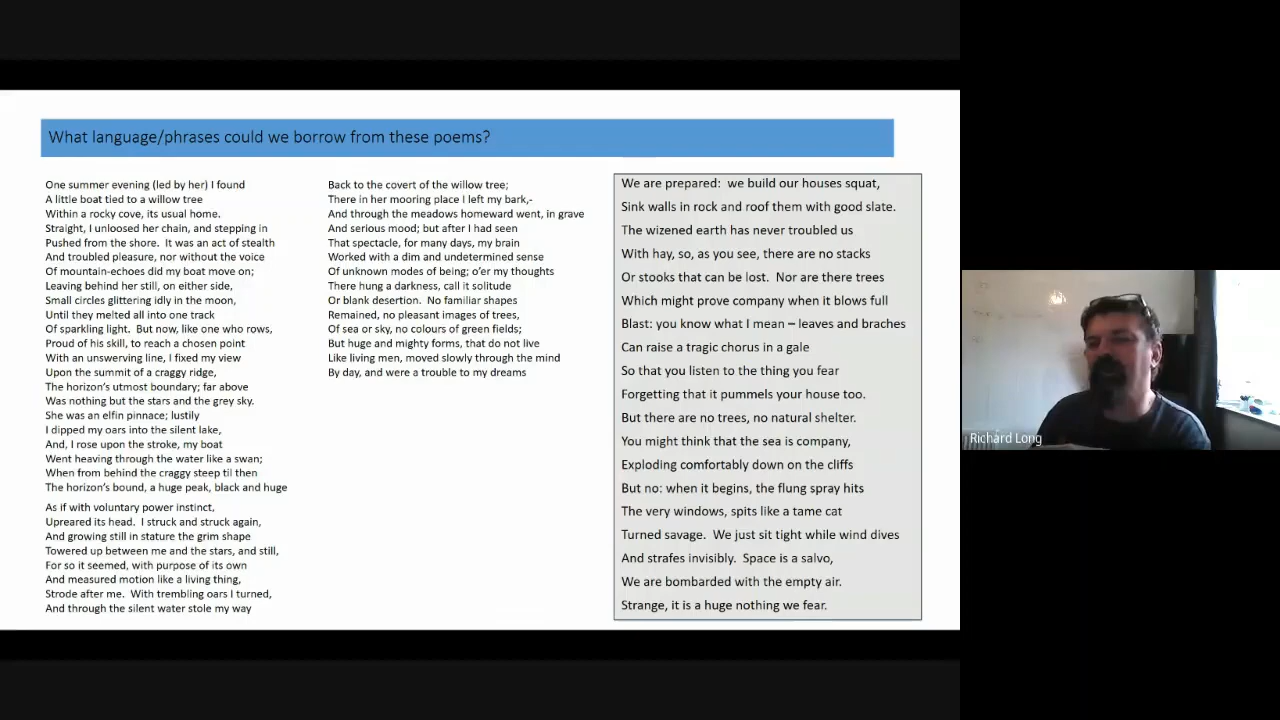 What language/phrases could we borrow from these poems?
One summer evening (led by her) I found
A little boat tied to a willow tree
Within a rocky cove, its usual home.
Straight, I unloosed her chain, and stepping in
Pushed from the shore.  It was an act of stealth
And troubled pleasure, nor without the voice
Of mountain-echoes did my boat move on;
Leaving behind her still, on either side,
Small circles glittering idly in the moon,
Until they melted all into one track
Of sparkling light.  But now, like one who rows,
Proud of his skill, to reach a chosen point
With an unswerving line, I fixed my view
Upon the summit of a craggy ridge,
The horizon's utmost boundary; far above
Was nothing but the stars and the grey sky.
She was an elfin pinnace; lustily
I dipped my oars into the silent lake,
And, I rose upon the stroke, my boat
Went heaving through the water like a swan;
When from behind the craggy steep til then
The horizon's bound, a huge peak, black and huge
As if with voluntary power instinct,
Upreared its head.  I struck and struck again,
And growing still in stature the grim shape
Towered up between me and the stars, and still,
For so it seemed, with purpose of its own
And measured motion like a living thing,
Strode after me.  With trembling oars I turned,
And through the silent water stole my way
Back to the covert of the willow tree;
There in her mooring place I left my bark,-
And through the meadows homeward went, in grave
And serious mood; but after I had seen
That spectacle, for many days, my brain
Worked with a dim and undetermined sense
Of unknown modes of being; o'er my thoughts
There hung a darkness, call it solitude
Or blank desertion.  No familiar shapes
Remained, no pleasant images of trees,
Of sea or sky, no colours of green fields;
But huge and mighty forms, that do not live
Like living men, moved slowly through the mind
By day, and were a trouble to my dreams
We are prepared:  we build our houses squat,
Sink walls in rock and roof them with good slate.
The wizened earth has never troubled us
With hay, so, as you see, there are no stacks
Or stooks that can be lost.  Nor are there trees
Which might prove company when it blows full
Blast: you know what I mean – leaves and braches
Can raise a tragic chorus in a gale
So that you listen to the thing you fear
Forgetting that it pummels your house too.
But there are no trees, no natural shelter.
You might think that the sea is company,
Exploding comfortably down on the cliffs
But no: when it begins, the flung spray hits
The very windows, spits like a tame cat
Turned savage.  We just sit tight while wind dives
And strafes invisibly.  Space is a salvo,
We are bombarded with the empty air.
Strange, it is a huge nothing we fear.
Richard Long